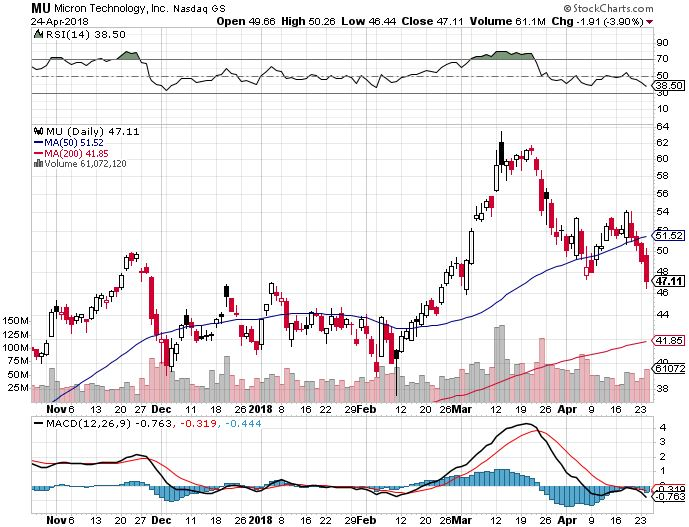 MU Micron Technology, Inc. Nasdaq GS © StockCharts.com
24-Apr-2018 Open 49.66 High 50.26 Low 46.44 Close 47.11 Volume 61.1M Chg -1.91 (-3.90%)
RSI(14) 38.50
90
70
50
38.50
30
10
MU (Daily) 47.11
MA(50) 51.52
MA(200) 41.85
Volume 61,072,120
64
62
60
58
56
54
52
51.52
50
48
47.11
46
44
150M
125M
41.85
100M
40
75M
61072
50M
38
25M
Nov 6 13 20 27 Dec 11 18 26 2018 8 16 22 29 Feb 12 20 26 Mar 12 19 26 Apr 9 16 23
MACD(12,26,9) -0.763, -0.319, -0.444
4
3
2
1
-0.319
-0.763
Nov 6 13 20 27 Dec 11 18 26 2018 8 16 22 29 Feb 12 20 26 Mar 12 19 26 Apr 9 16 23